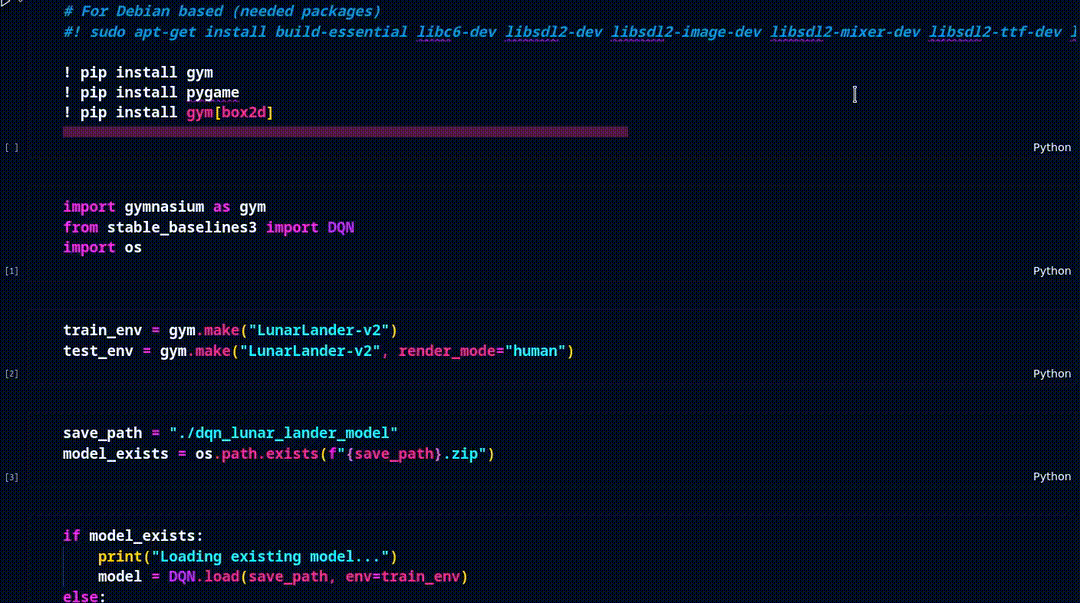 # For Debian based (needed packages)
#! sudo apt-get install build-essential libc6-dev libsdl2-dev libsdl2-image-dev libsdl2-mixer-dev libsdl2-ttf-dev
! pip install gym
! pip install pygame
! pip install gym[box2d]
[ ]
Python
import gymnasium as gym
from stable_baselines3 import DQN
import os
[1]
Python
train_env = gym.make("LunarLander-v2")
test_env = gym.make("LunarLander-v2", render_mode="human")
[2]
Python
save_path = "./dqn_lunar_lander_model"
model_exists = os.path.exists(f"{save_path}.zip")
[3]
Python
if model_exists:
    print("Loading existing model...")
    model = DQN.load(save_path, env=train_env)
else: